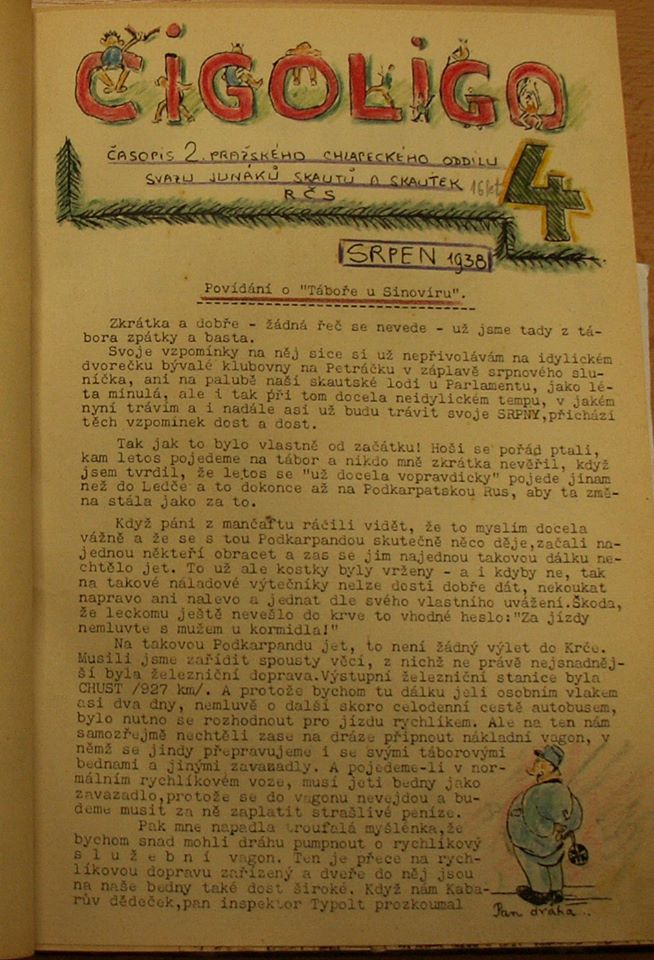 ČIGOLIGO
ČASOPIS 2. PRAŽSKÉHO CHLAPECKÉHO ODDÍLU
SVAZU JUNÁKŮ SKAUTŮ A SKAUTEK
16 let
RČS
4
SRPEN 1938
Povídání o "Táboře u Sinovíru".
Zkrátka a dobře - žádná řeč se nevede - už jsme tady z tá-
bora zpátky a basta.
Svoje vzpomínky na něj sice si už nepřivolávám na idylickém
dvorečku bývalé klubovny na Petráčku v záplavě srpnového slu-
níčka, ani na palubě naší skautské lodi u Parlamentu, jako lé-
ta minulá, ale i tak při tom docela neidylickém tempu, v jakém
nyní trávím a i nadále asi už budu trávit svoje SRPNY,přichází
těch vzpomínek dost a dost.
Tak jak to bylo vlastně od začátku! Hoši se pořád ptali,
kam letos pojedeme na tábor a nikdo mně zkrátka nevěřil, když
jsem tvrdil, že letos se "už docela vopravdicky" pojede jinam
než do Ledče a to dokonce až na Podkarpatskou Rus, aby ta změ-
na stála jako za to.
Když páni z mančaftu ráčili vidět, že to myslím docela
vážně a že se s tou Podkarpandou skutečně něco děje,začali na-
jednou někteří obracet a zas se jim najednou takovou dálku ne-
chtělo jet. To už ale kostky byly vrženy - a i kdyby ne, tak
na takové náladové výtečníky nelze dosti dobře dát, nekoukat
napravo ani nalevo a jednat dle svého vlastního uvážení.Škoda,
že leckomu ještě nevešlo do krve to vhodné heslo:"Za jízdy
nemluvte s mužem u kormidla!"
Na takovou Podkarpandu jet, to není žádný výlet do Krče.
Musili jsme zařídit spousty věcí, z nichž ne právě nejsnadněj-
ší byla železniční doprava.Výstupní železniční stanice byla
CHUST /927 km/. A protože bychom tu dálku jeli osobním vlakem
asi dva dny, nemluvě o další skoro celodenní cestě autobusem,
bylo nutno se rozhodnout pro jízdu rychlíkem. Ale na ten nám
samozřejmě nechtěli zase na dráze připnout nákladní vagon, v
němž se jindy přepravujeme i se svými táborovými
bednami a jinými zavazadly. A pojedeme-li v nor-
málním rychlíkovém voze, musí jeti bedny jako
zavazadlo,protože se do vagonu nevejdou a bu-
deme musit za ně zaplatit strašlivé peníze.
Pak mne napadla troufalá myšlénka,že
bychom snad mohli dráhu pumpnout o rychlíkový
s l u ž e b n í vagon. Ten je přece na rych-
líkovou dopravu zařízený a dveře do něj jsou
na naše bedny také dost široké. Když nám Kaba-
rův dědeček,pan inspektor Typolt prozkoumal
Pan dráha...